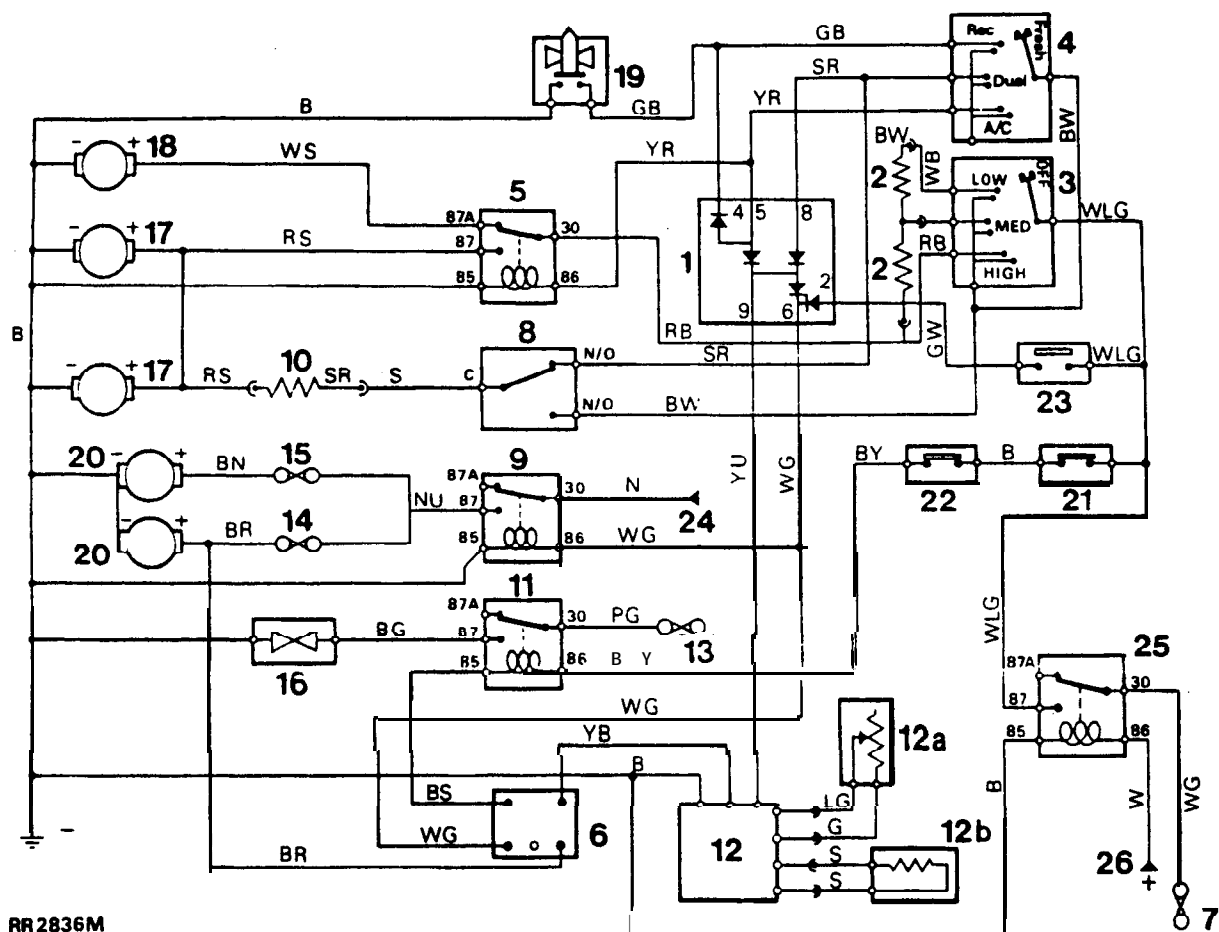 Rec
Fresh
4
GB
19
SR
Dual
B
GB
YR
A/C
BW
- + 18
WS
YR
BW
2
WB
LOW
OFF
3
5
87A
30
4 5 8
MED
WLG
- + 17
RS
87
1
2
RB
HIGH
85
86
2
9 6
B
RB
GW
8
N/O
SR
WLG
- + 17
10
RS
SR
S
C
N/O
BW
23
20
- +
BN
15
9
87A
30
N
YU
WG
BY
B
NU
87
24
22
21
- +
20
BR
14
85
86
WG
11
87A
30
PG
WLG
BG
87
13
25
16
85
86
B Y
87A
30
WG
12a
87
YB
85
86
B
BS
LG
B
W
WG
WG
6
G
12b
12
S
BR
S
26
+
-
7
RR2836M